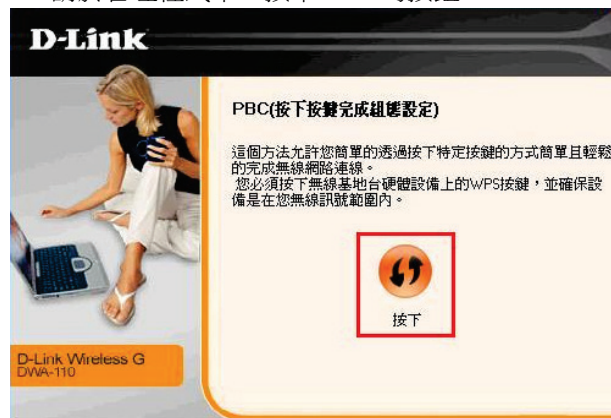 D-Link
PBC(按下按鍵完成組態設定)
這個方法允許您簡單的透過按下特定按鍵的方式簡單且輕鬆
的完成無線網路連線。
您必須按下無線基地台硬體設備上的WPS按鍵，並確保設
備是在您無線訊號範圍內。
按下
D-Link Wireless G
DWA-110